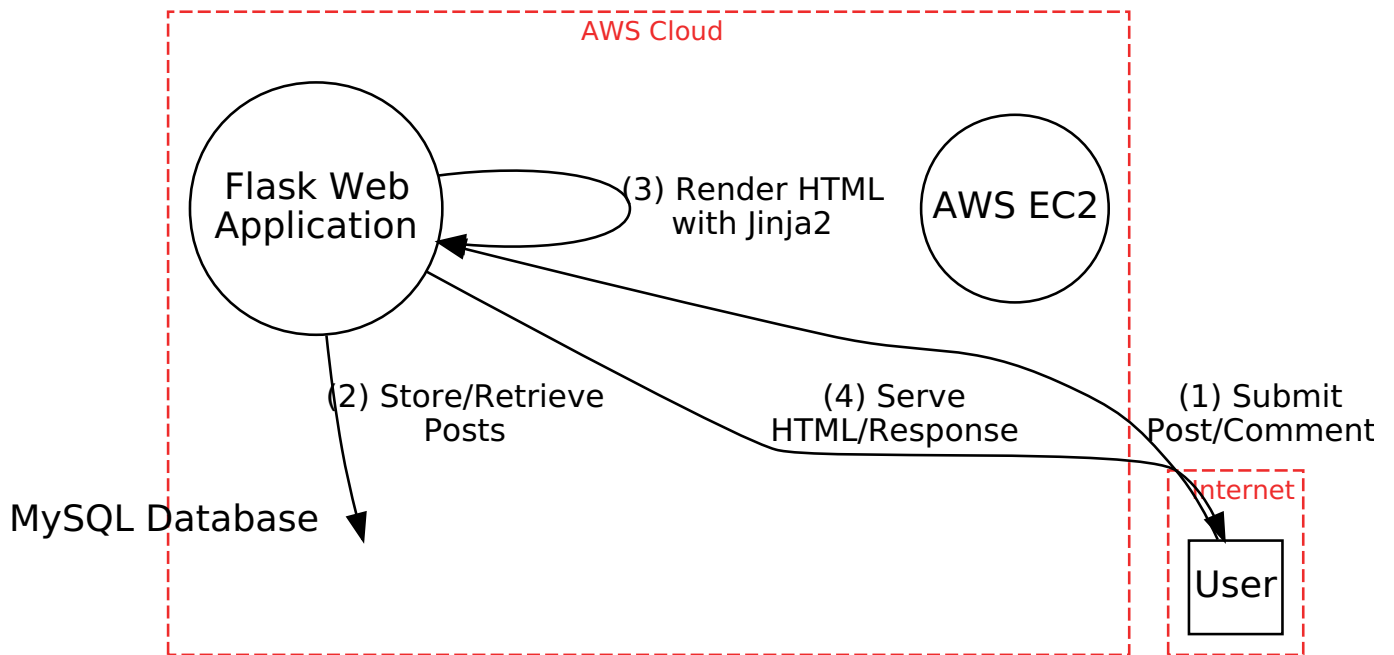 AWS Cloud
Flask Web
Application
(3) Render HTML
with Jinja2
AWS EC2
(2) Store/Retrieve
Posts
(4) Serve
HTML/Response
(1) Submit
Post/Comment
Internet
MySQL Database
User